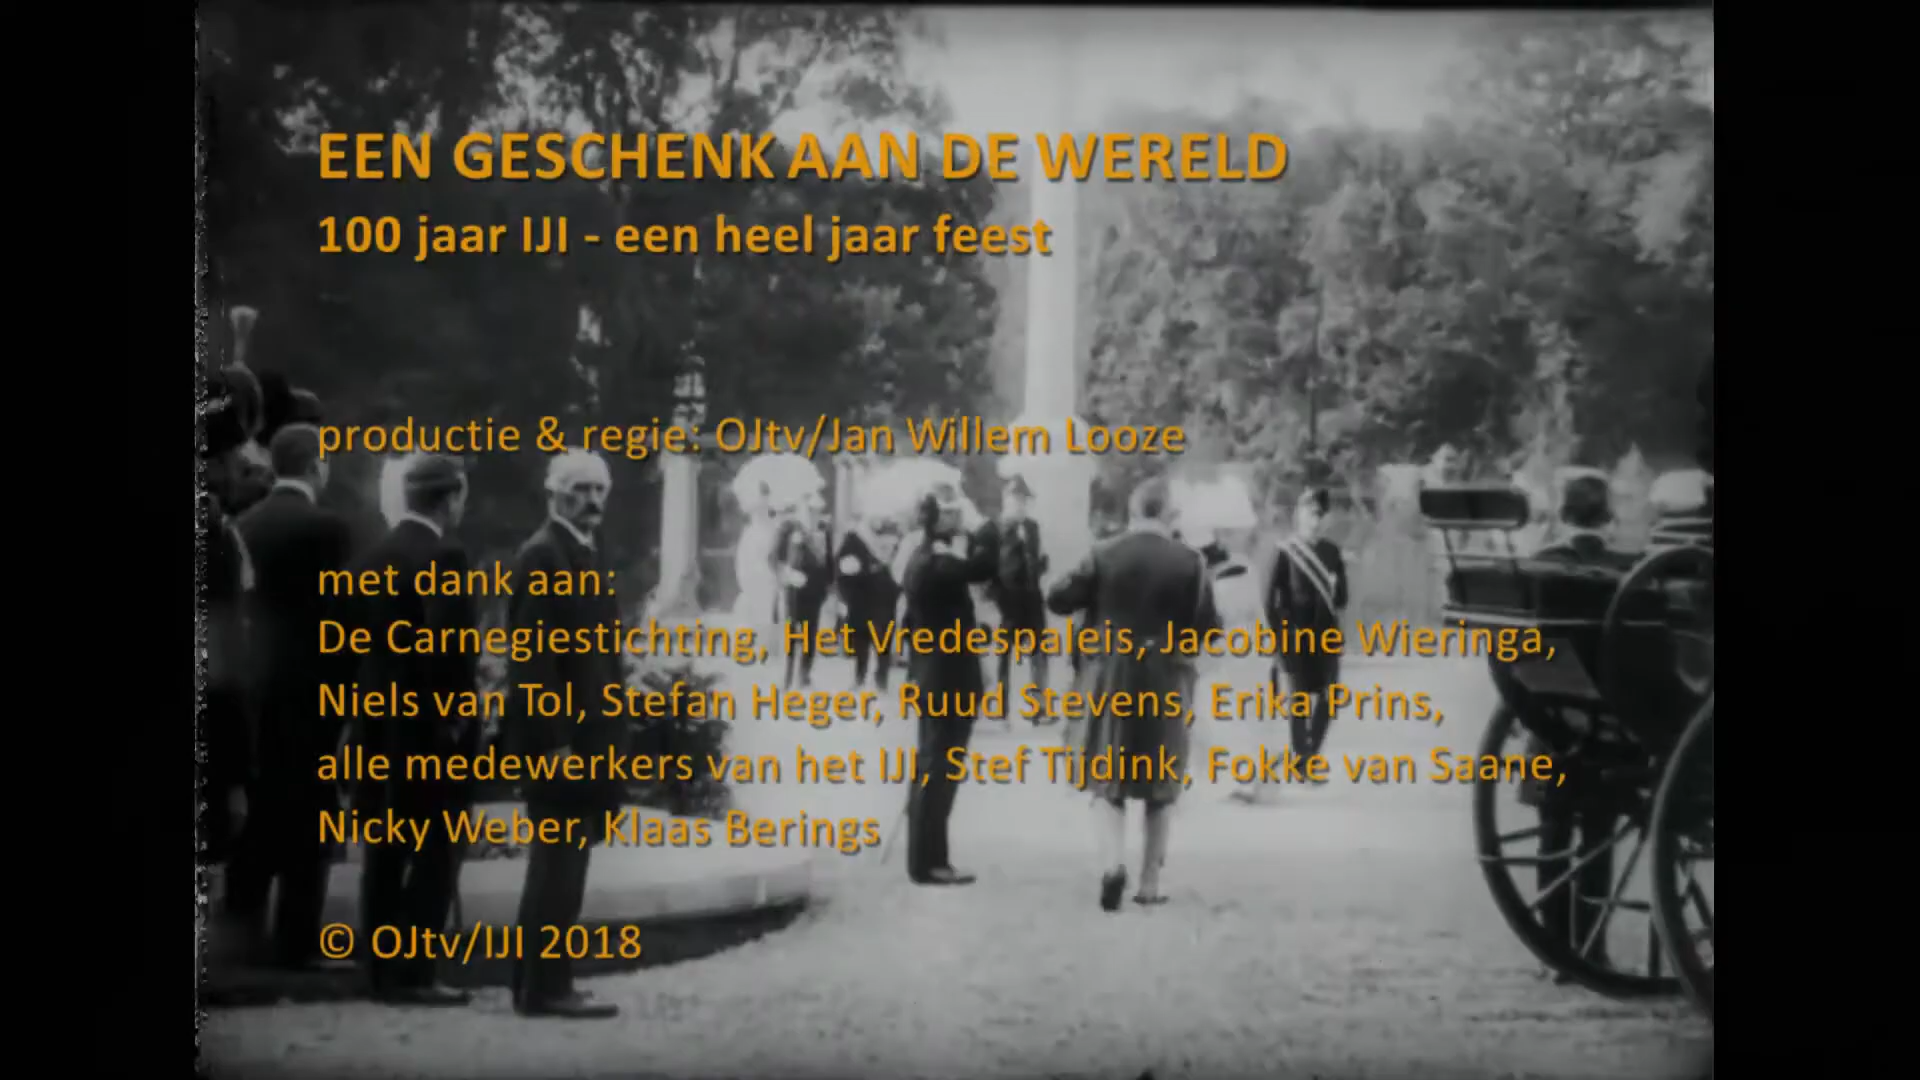 EEN GESCHENK AAN DE WERELD
100 jaar IJI - een heel jaar feest
productie & regie: OJtv/Jan Willem Looze
met dank aan:
De Carnegiestichting, Het Vredespaleis, Jacobine Wieringa,
Niels van Tol, Stefan Heger, Ruud Stevens, Erika Prins,
alle medewerkers van het IJI, Stef Tijdink, Fokke van Saane,
Nicky Weber, Klaas Berings
© OJtv/IJI 2018